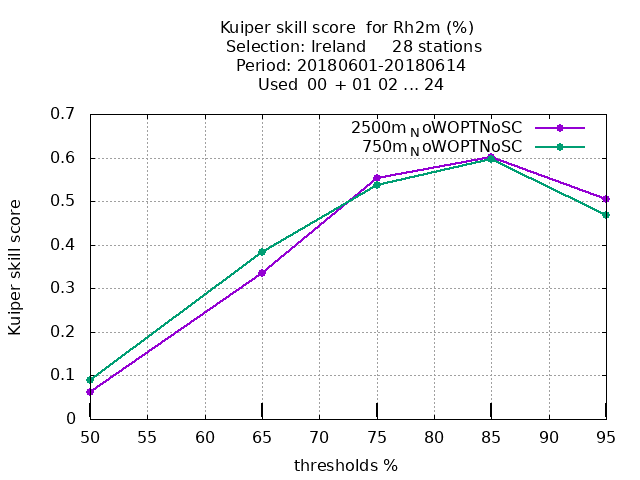 Kuiper skill score  for Rh2m (%)
Selection: Ireland     28 stations
Period: 20180601-20180614
Used  00  + 01 02 ... 24
0.7
0.6
0.5
0.4
0.3
0.2
0.1
0
Kuiper skill score
2500m_NoWOPTNoSC
750m_NoWOPTNoSC
50 55 60 65 70 75 80 85 90 95
thresholds %